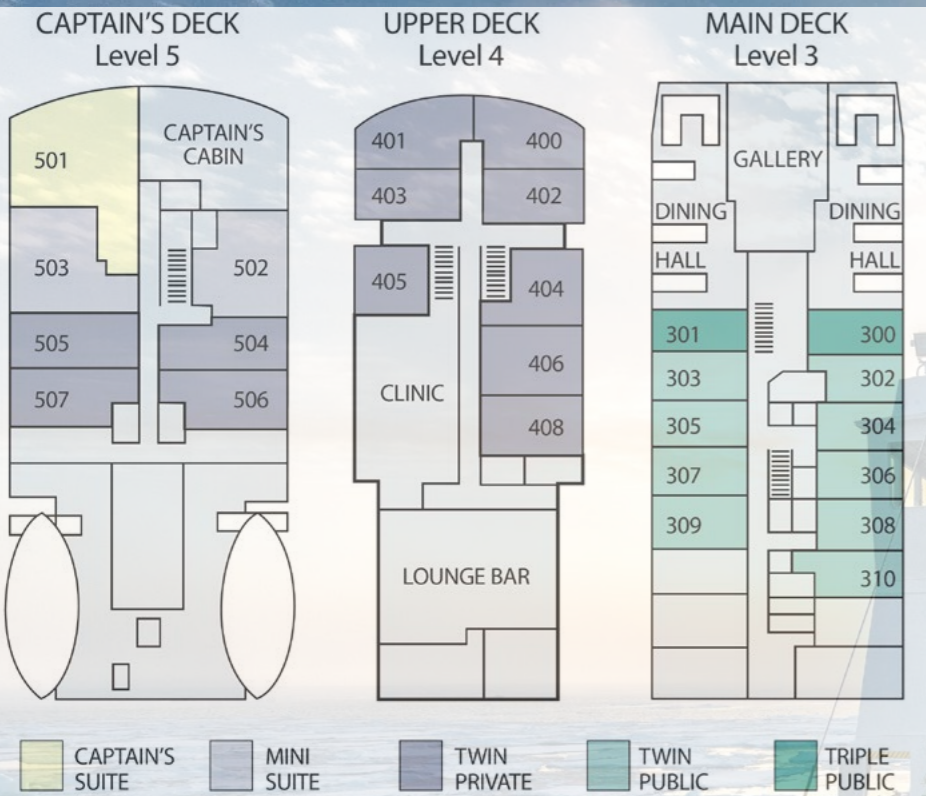 CAPTAIN'S DECK
Level 5
501
CAPTAIN'S
CABIN
503
502
505
504
507
506
UPPER DECK
Level 4
401
400
403
402
405
404
CLINIC
406
408
LOUNGE BAR
MAIN DECK
Level 3
GALLERY
DINING
DINING
HALL
HALL
301
300
303
302
305
304
307
306
309
308
310
CAPTAIN'S
SUITE
MINI
SUITE
TWIN
PRIVATE
TWIN
PUBLIC
TRIPLE
PUBLIC